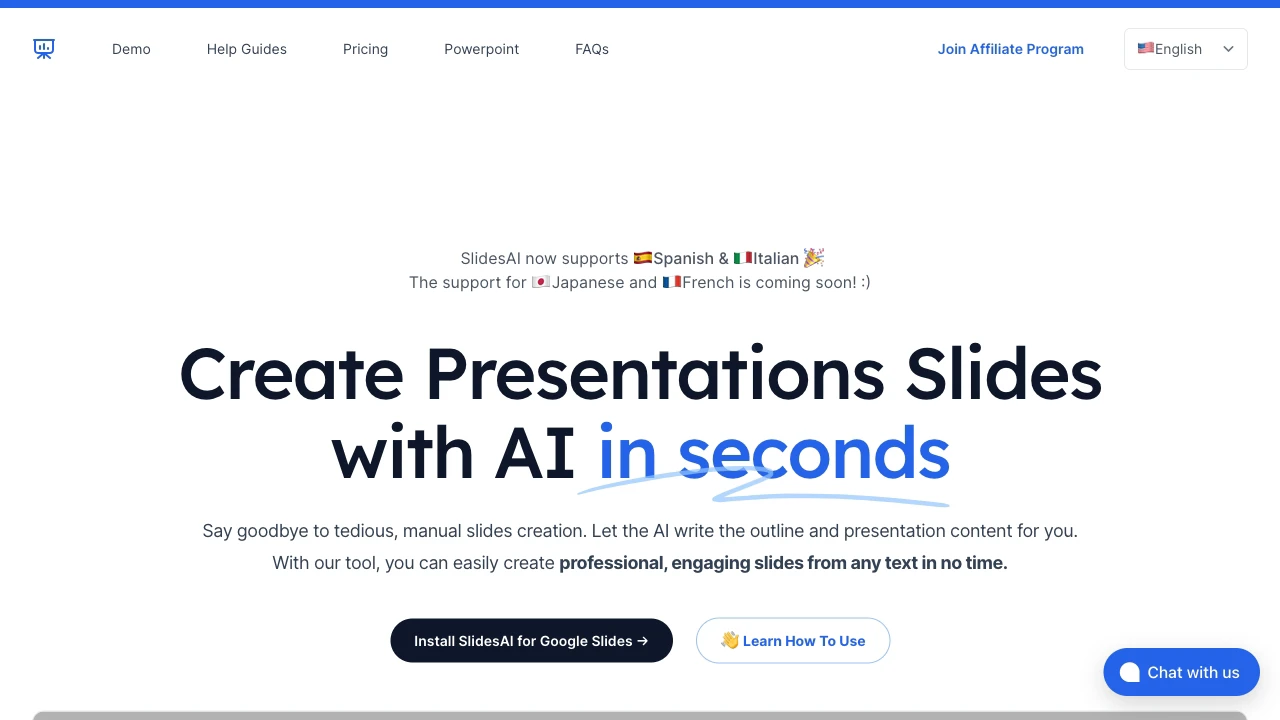 Demo Help Guides Pricing Powerpoint FAQs Join Affiliate Program 🇺🇸English
SlidesAI now supports 🇪🇸Spanish & 🇮🇹Italian 🎉
The support for 🇯🇵Japanese and 🇫🇷French is coming soon! :)
Create Presentations Slides
with AI in seconds
Say goodbye to tedious, manual slides creation. Let the AI write the outline and presentation content for you.
With our tool, you can easily create professional, engaging slides from any text in no time.
Install SlidesAI for Google Slides → 👋 Learn How To Use
Chat with us